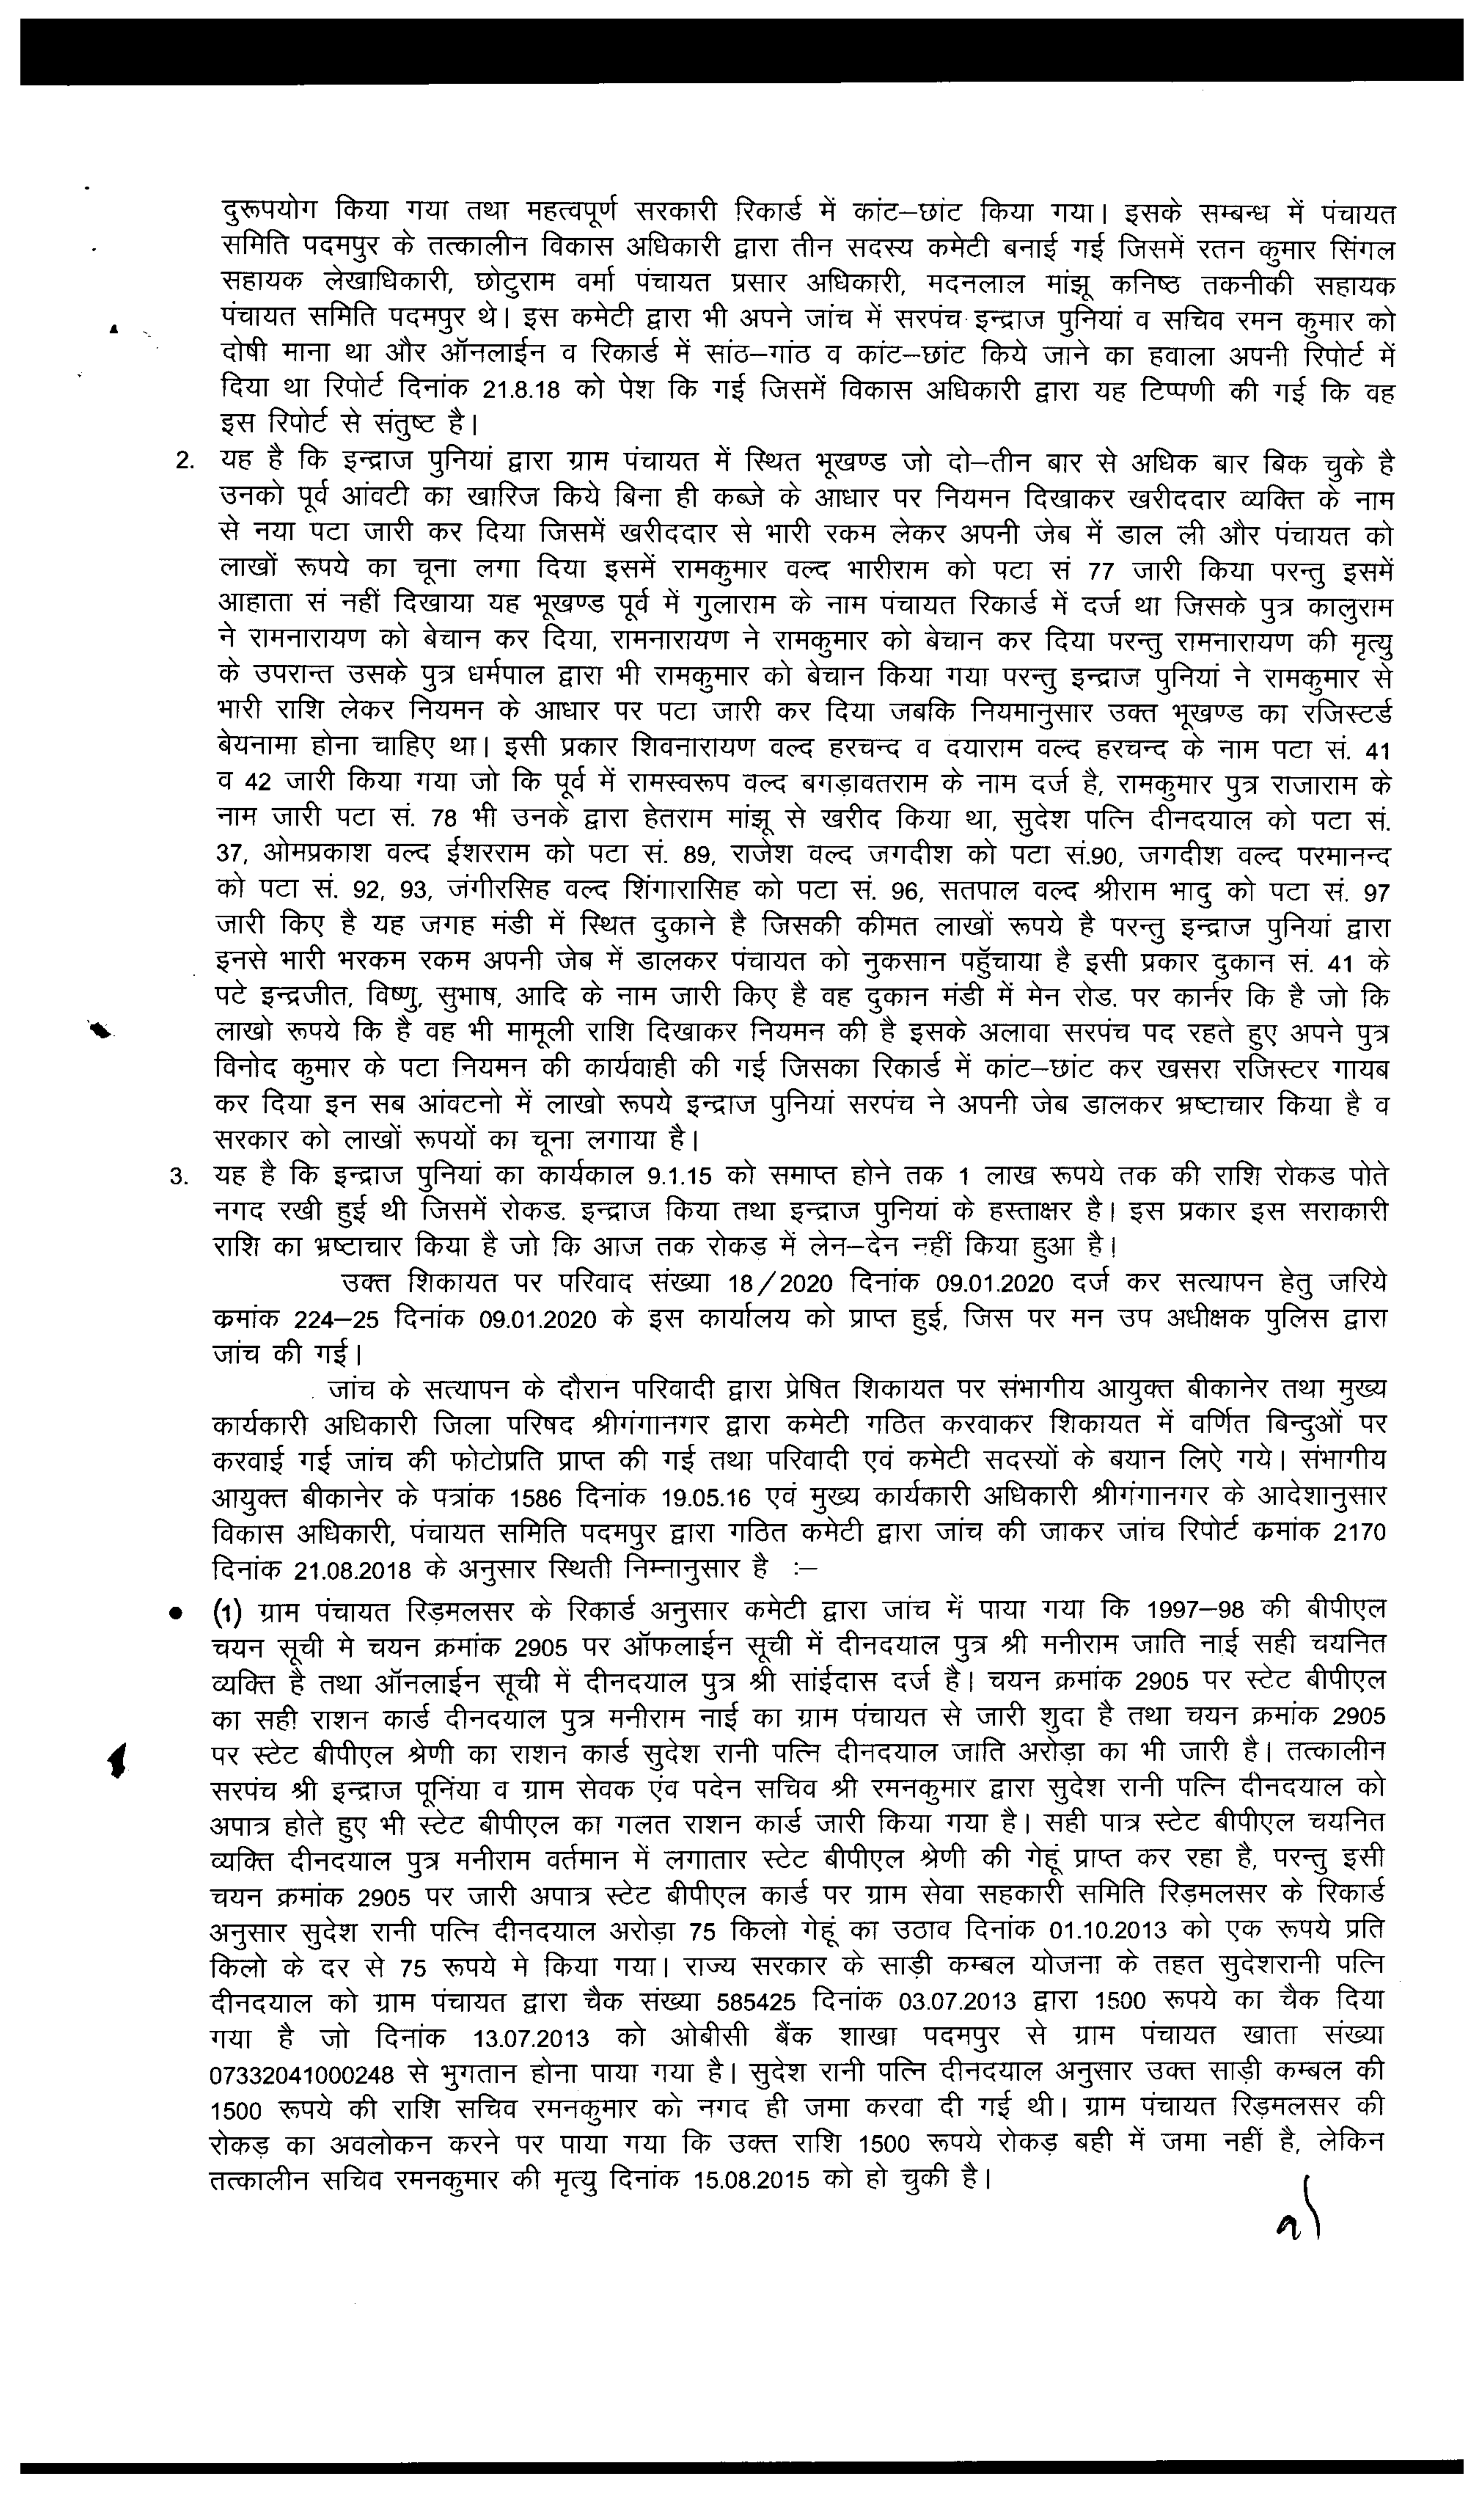 दुरूपयोग किया गया तथा महत्वपूर्ण सरकारी रिकार्ड में कांट–छांट किया गया। इसके सम्बन्ध में पंचायत
समिति पदमपुर के तत्कालीन विकास अधिकारी द्वारा तीन सदस्य कमेटी बनाई गई जिसमें रतन कुमार सिंगल
सहायक लेखाधिकारी, छोटुराम वर्मा पंचायत प्रसार अधिकारी, मदनलाल मांझू कनिष्ठ तकनीकी सहायक
पंचायत समिति पदमपुर थे। इस कमेटी द्वारा भी अपने जांच में सरपंच इन्द्राज पुनियां व सचिव रमन कुमार को
दोषी माना था और ऑनलाईन व रिकार्ड में सांठ–गांठ व कांट–छांट किये जाने का हवाला अपनी रिपोर्ट में
दिया था रिपोर्ट दिनांक 21.8.18 को पेश कि गई जिसमें विकास अधिकारी द्वारा यह टिप्पणी की गई कि वह
इस रिपोर्ट से संतुष्ट है।
2. यह है कि इन्द्राज पुनियां द्वारा ग्राम पंचायत में स्थित भूखण्ड जो दो–तीन बार से अधिक बार बिक चुके है
उनको पूर्व आंवटी का खारिज किये बिना ही कब्जे के आधार पर नियमन दिखाकर खरीददार व्यक्ति के नाम
से नया पटा जारी कर दिया जिसमें खरीददार से भारी रकम लेकर अपनी जेब में डाल ली और पंचायत को
लाखों रूपये का चूना लगा दिया इसमें रामकुमार वल्द भारीराम को पटा सं 77 जारी किया परन्तु इसमें
आहाता सं नहीं दिखाया यह भूखण्ड पूर्व में गुलाराम के नाम पंचायत रिकार्ड में दर्ज था जिसके पुत्र कालुराम
ने रामनारायण को बेचान कर दिया, रामनारायण ने रामकुमार को बेचान कर दिया परन्तु रामनारायण की मृत्यु
के उपरान्त उसके पुत्र धर्मपाल द्वारा भी रामकुमार को बेचान किया गया परन्तु इन्द्राज पुनियां ने रामकुमार से
भारी राशि लेकर नियमन के आधार पर पटा जारी कर दिया जबकि नियमानुसार उक्त भूखण्ड का रजिस्टर्ड
बेयनामा होना चाहिए था। इसी प्रकार शिवनारायण वल्द हरचन्द व दयाराम वल्द हरचन्द के नाम पटा सं. 41
व 42 जारी किया गया जो कि पूर्व में रामस्वरूप वल्द बगड़ावतराम के नाम दर्ज है, रामकुमार पुत्र राजाराम के
नाम जारी पटा सं. 78 भी उनके द्वारा हेतराम मांझू से खरीद किया था, सुदेश पत्नि दीनदयाल को पटा सं.
37, ओमप्रकाश वल्द ईशरराम को पटा सं. 89, राजेश वल्द जगदीश को पटा सं.90, जगदीश वल्द परमानन्द
को पटा सं. 92, 93, जंगीरसिह वल्द शिंगारासिह को पटा सं. 96, सतपाल वल्द श्रीराम भादु को पटा सं. 97
जारी किए है यह जगह मंडी में स्थित दुकाने है जिसकी कीमत लाखों रूपये है परन्तु इन्द्राज पुनियां द्वारा
इनसे भारी भरकम रकम अपनी जेब में डालकर पंचायत को नुकसान पहुँचाया है इसी प्रकार दुकान सं. 41 के
पटे इन्द्रजीत, विष्णु, सुभाष, आदि के नाम जारी किए है वह दुकान मंडी में मेन रोड. पर कार्नर कि है जो कि
लाखो रूपये कि है वह भी मामूली राशि दिखाकर नियमन की है इसके अलावा सरपंच पद रहते हुए अपने पुत्र
विनोद कुमार के पटा नियमन की कार्यवाही की गई जिसका रिकार्ड में कांट–छांट कर खसरा रजिस्टर गायब
कर दिया इन सब आंवटनो में लाखो रूपये इन्द्राज पुनियां सरपंच ने अपनी जेब डालकर भ्रष्टाचार किया है व
सरकार को लाखों रूपयों का चूना लगाया है।
3. यह है कि इन्द्राज पुनियां का कार्यकाल 9.1.15 को समाप्त होने तक 1 लाख रूपये तक की राशि रोकड पोते
नगद रखी हुई थी जिसमें रोकड. इन्द्राज किया तथा इन्द्राज पुनियां के हस्ताक्षर है। इस प्रकार इस सराकारी
राशि का भ्रष्टाचार किया है जो कि आज तक रोकड में लेन–देन नहीं किया हुआ है।
उक्त शिकायत पर परिवाद संख्या 18/2020 दिनांक 09.01.2020 दर्ज कर सत्यापन हेतु जरिये
कमांक 224–25 दिनांक 09.01.2020 के इस कार्यालय को प्राप्त हुई, जिस पर मन उप अधीक्षक पुलिस द्वारा
जांच की गई।
जांच के सत्यापन के दौरान परिवादी द्वारा प्रेषित शिकायत पर संभागीय आयुक्त बीकानेर तथा मुख्य
कार्यकारी अधिकारी जिला परिषद श्रीगंगानगर द्वारा कमेटी गठित करवाकर शिकायत में वर्णित बिन्दुओं पर
करवाई गई जांच की फोटोप्रति प्राप्त की गई तथा परिवादी एवं कमेटी सदस्यों के बयान लिऐ गये। संभागीय
आयुक्त बीकानेर के पत्रांक 1586 दिनांक 19.05.16 एवं मुख्य कार्यकारी अधिकारी श्रीगंगानगर के आदेशानुसार
विकास अधिकारी, पंचायत समिति पदमपुर द्वारा गठित कमेटी द्वारा जांच की जाकर जांच रिपोर्ट कमांक 2170
दिनांक 21.08.2018 के अनुसार स्थिती निम्नानुसार है :–
● (1) ग्राम पंचायत रिड़मलसर के रिकार्ड अनुसार कमेटी द्वारा जांच में पाया गया कि 1997–98 की बीपीएल
चयन सूची मे चयन क्रमांक 2905 पर ऑफलाईन सूची में दीनदयाल पुत्र श्री मनीराम जाति नाई सही चयनित
व्यक्ति है तथा ऑनलाईन सूची में दीनदयाल पुत्र श्री सांईदास दर्ज है। चयन क्रमांक 2905 पर स्टेट बीपीएल
का सही राशन कार्ड दीनदयाल पुत्र मनीराम नाई का ग्राम पंचायत से जारी शुदा है तथा चयन क्रमांक 2905
पर स्टेट बीपीएल श्रेणी का राशन कार्ड सुदेश रानी पत्नि दीनदयाल जाति अरोड़ा का भी जारी है। तत्कालीन
सरपंच श्री इन्द्राज पूनिंया व ग्राम सेवक एंव पदेन सचिव श्री रमनकुमार द्वारा सुदेश रानी पत्नि दीनदयाल को
अपात्र होते हुए भी स्टेट बीपीएल का गलत राशन कार्ड जारी किया गया है। सही पात्र स्टेट बीपीएल चयनित
व्यक्ति दीनदयाल पुत्र मनीराम वर्तमान में लगातार स्टेट बीपीएल श्रेणी की गेहूं प्राप्त कर रहा है, परन्तु इसी
चयन क्रमांक 2905 पर जारी अपात्र स्टेट बीपीएल कार्ड पर ग्राम सेवा सहकारी समिति रिड़मलसर के रिकार्ड
अनुसार सुदेश रानी पत्नि दीनदयाल अरोड़ा 75 किलो गेहूं का उठाव दिनांक 01.10.2013 को एक रूपये प्रति
किलो के दर से 75 रूपये मे किया गया। राज्य सरकार के साड़ी कम्बल योजना के तहत सुदेशरानी पत्नि
दीनदयाल को ग्राम पंचायत द्वारा चैक संख्या 585425 दिनांक 03.07.2013 द्वारा 1500 रूपये का चैक दिया
गया है जो दिनांक 13.07.2013 को ओबीसी बैंक शाखा पदमपुर से ग्राम पंचायत खाता संख्या
07332041000248 से भुगतान होना पाया गया है। सुदेश रानी पत्नि दीनदयाल अनुसार उक्त साड़ी कम्बल की
1500 रूपये की राशि सचिव रमनकुमार को नगद ही जमा करवा दी गई थी। ग्राम पंचायत रिड़मलसर की
रोकड़ का अवलोकन करने पर पाया गया कि उक्त राशि 1500 रूपये रोकड़ बही में जमा नहीं है, लेकिन
तत्कालीन सचिव रमनकुमार की मृत्यु दिनांक 15.08.2015 को हो चुकी है।